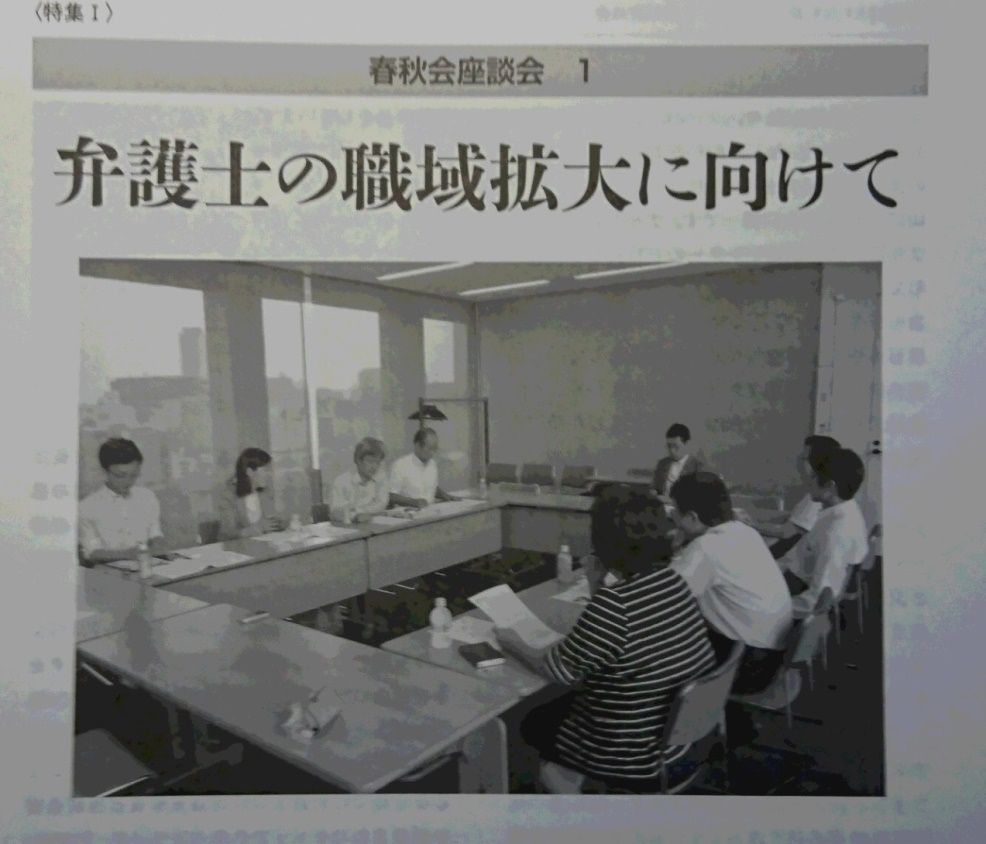 〈特集Ⅰ〉
春秋会座談会　1
弁護士の職域拡大に向けて